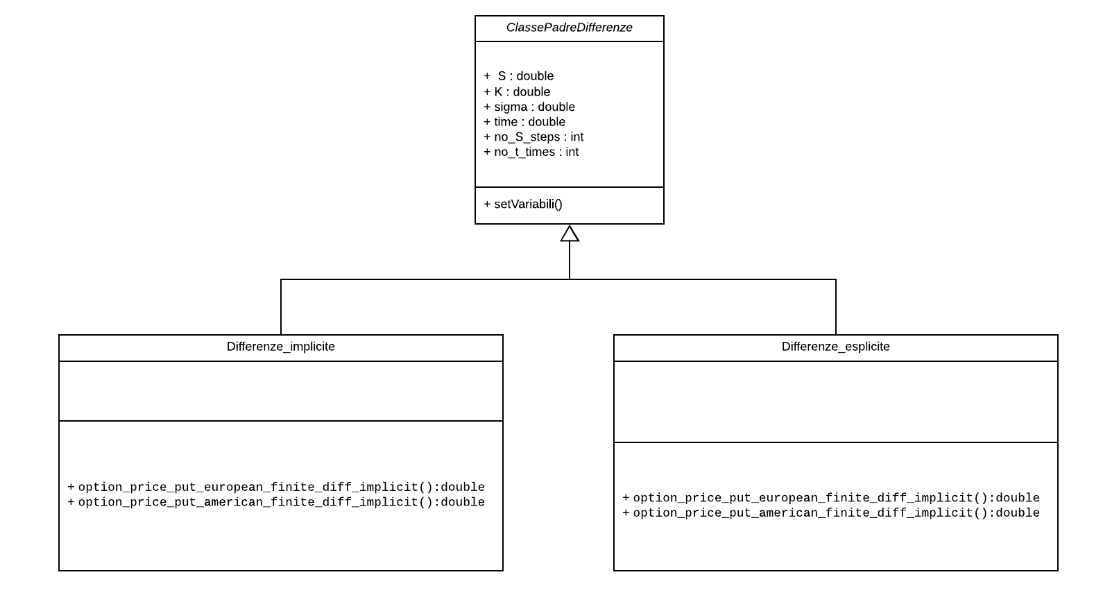 ClassePadreDifferenze
+ S : double
+ K : double
+ sigma : double
+ time : double
+ no_S_steps : int
+ no_t_times : int
+ setVariabili()
Differenze_implicite
+ option_price_put_european_finite_diff_implicit():double
+ option_price_put_american_finite_diff_implicit():double
Differenze_esplicite
+ option_price_put_european_finite_diff_implicit():double
+ option_price_put_american_finite_diff_implicit():double